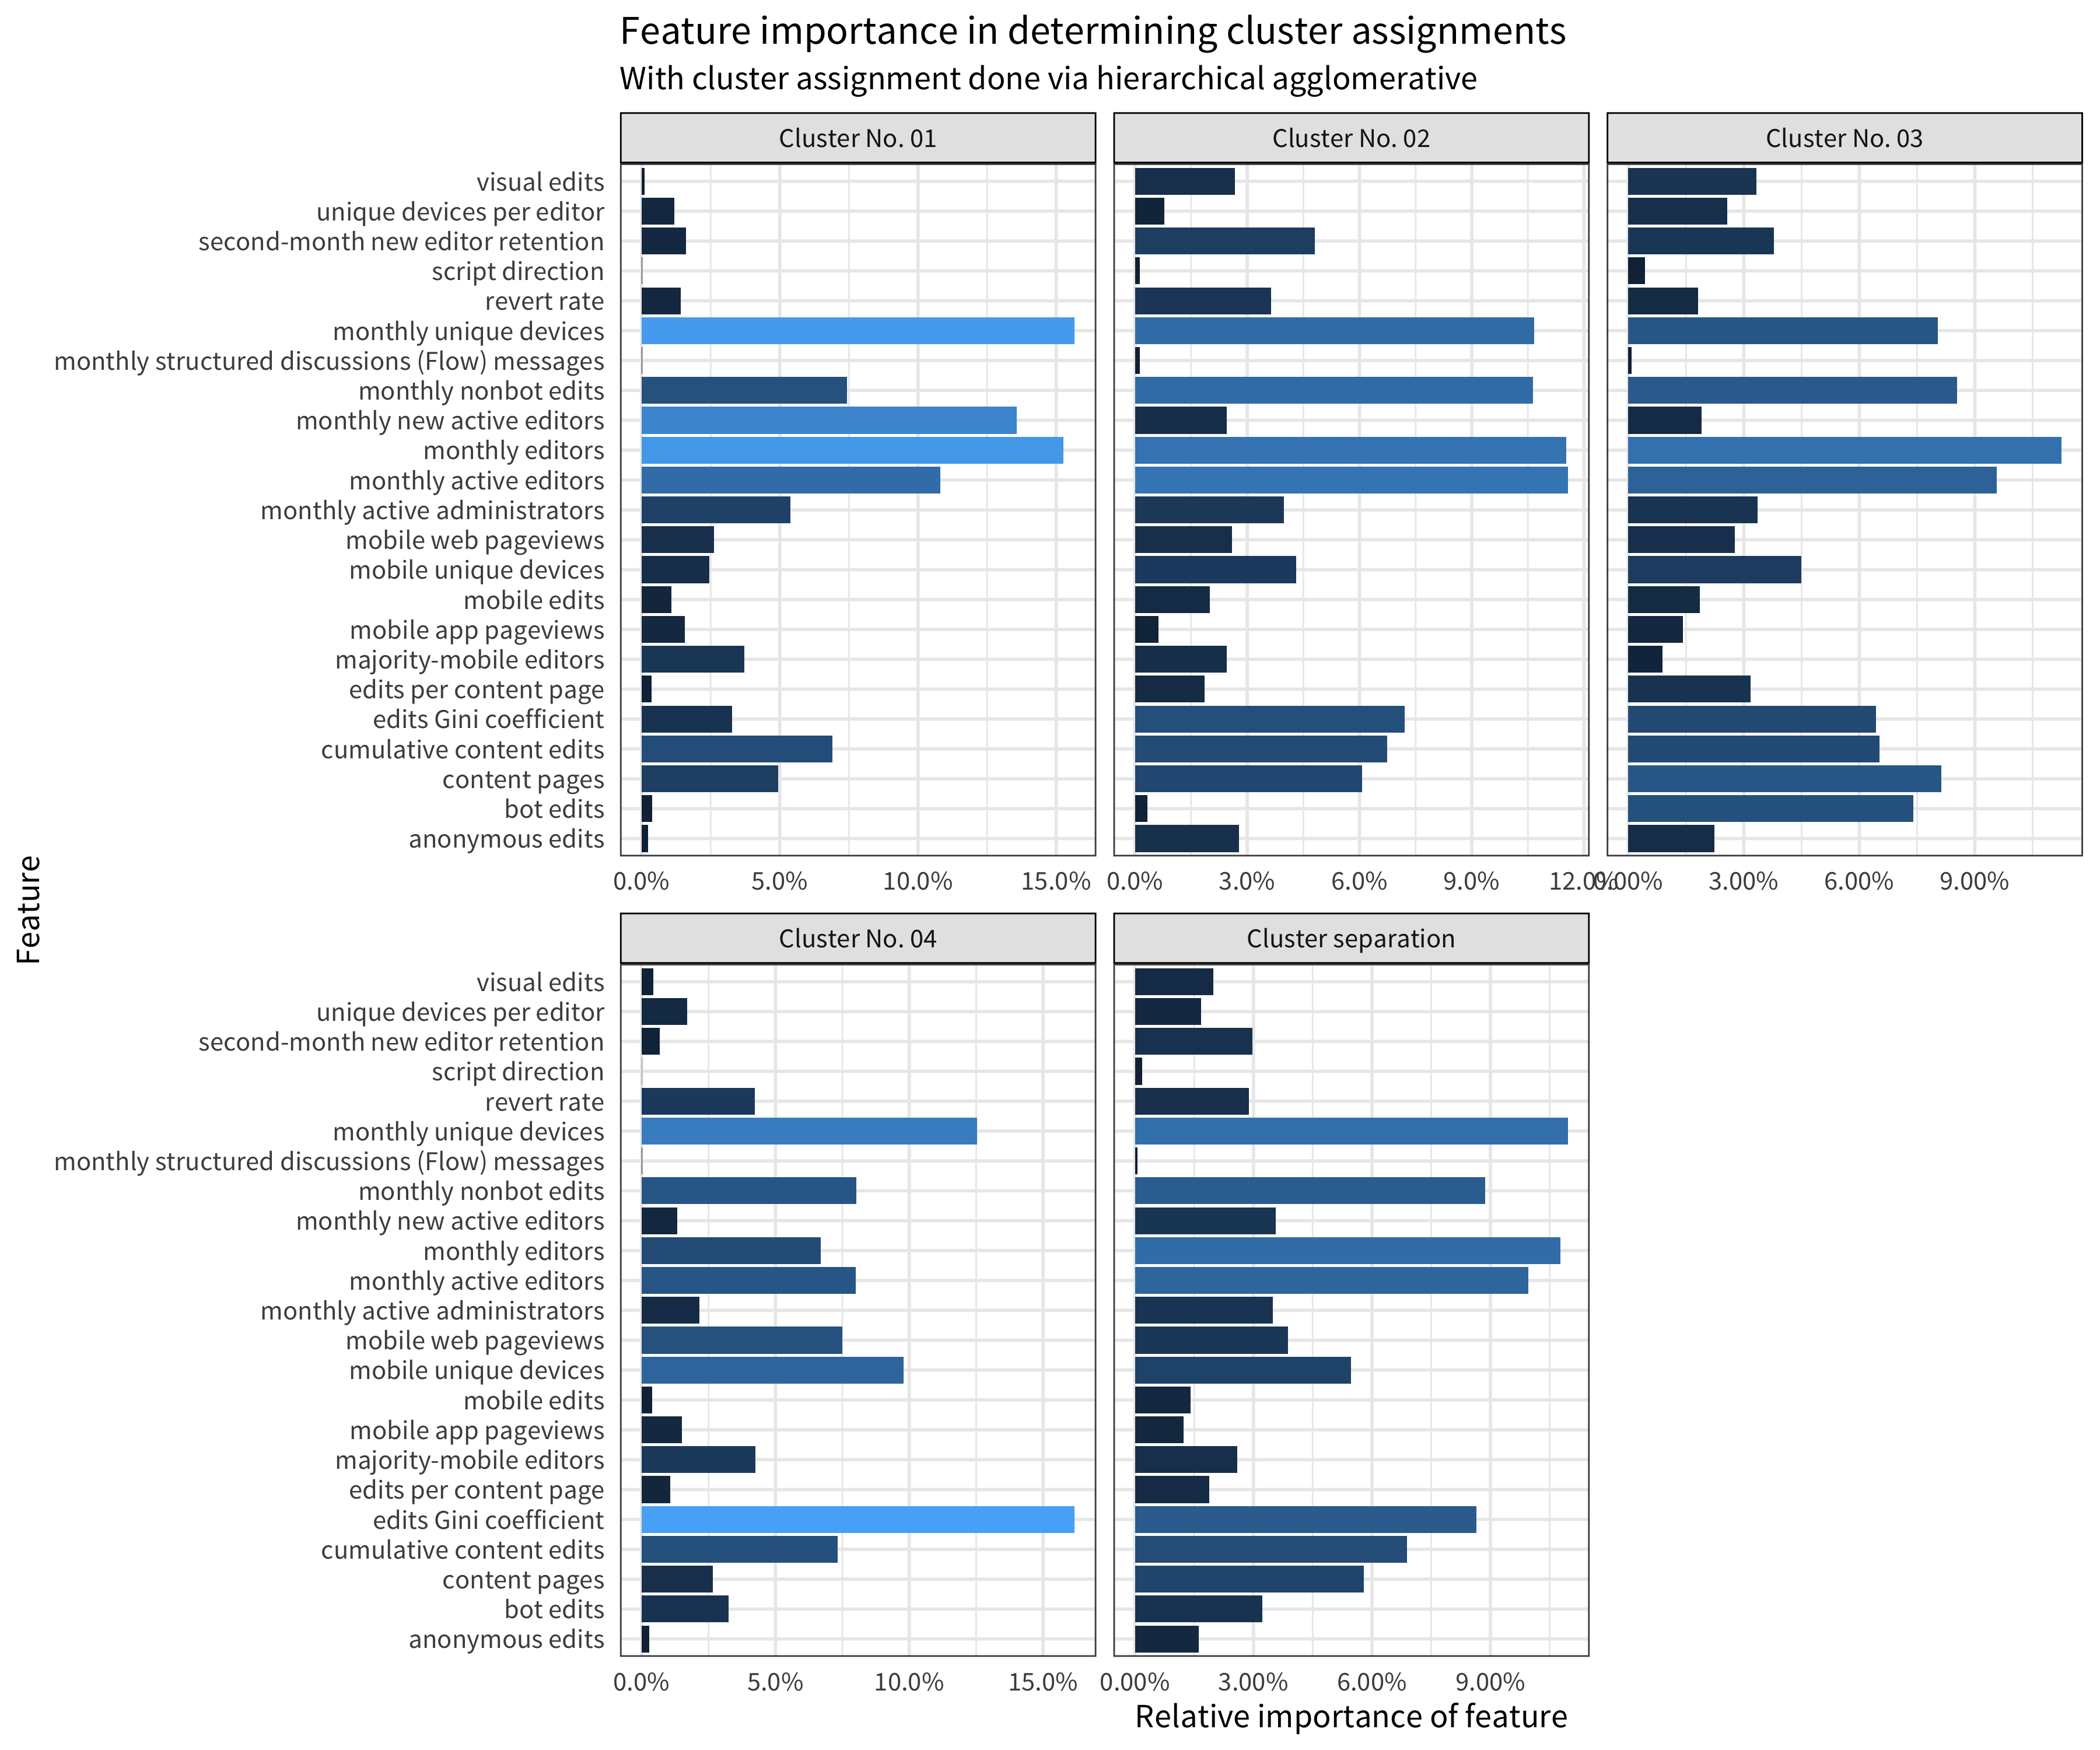 Feature importance in determining cluster assignments
With cluster assignment done via hierarchical agglomerative
Cluster No. 01
Cluster No. 02
Cluster No. 03
visual edits
unique devices per editor
second-month new editor retention
script direction
revert rate
monthly unique devices
monthly structured discussions (Flow) messages
monthly nonbot edits
monthly new active editors
monthly editors
monthly active editors
monthly active administrators
mobile web pageviews
mobile unique devices
mobile edits
mobile app pageviews
majority-mobile editors
edits per content page
edits Gini coefficient
cumulative content edits
content pages
bot edits
anonymous edits
0.0% 5.0% 10.0% 15.0%
0.0% 3.0% 6.0% 9.0% 12.0%
0.00% 3.00% 6.00% 9.00%
Feature
Cluster No. 04
Cluster separation
visual edits
unique devices per editor
second-month new editor retention
script direction
revert rate
monthly unique devices
monthly structured discussions (Flow) messages
monthly nonbot edits
monthly new active editors
monthly editors
monthly active editors
monthly active administrators
mobile web pageviews
mobile unique devices
mobile edits
mobile app pageviews
majority-mobile editors
edits per content page
edits Gini coefficient
cumulative content edits
content pages
bot edits
anonymous edits
0.0% 5.0% 10.0% 15.0%
0.00% 3.00% 6.00% 9.00%
Relative importance of feature